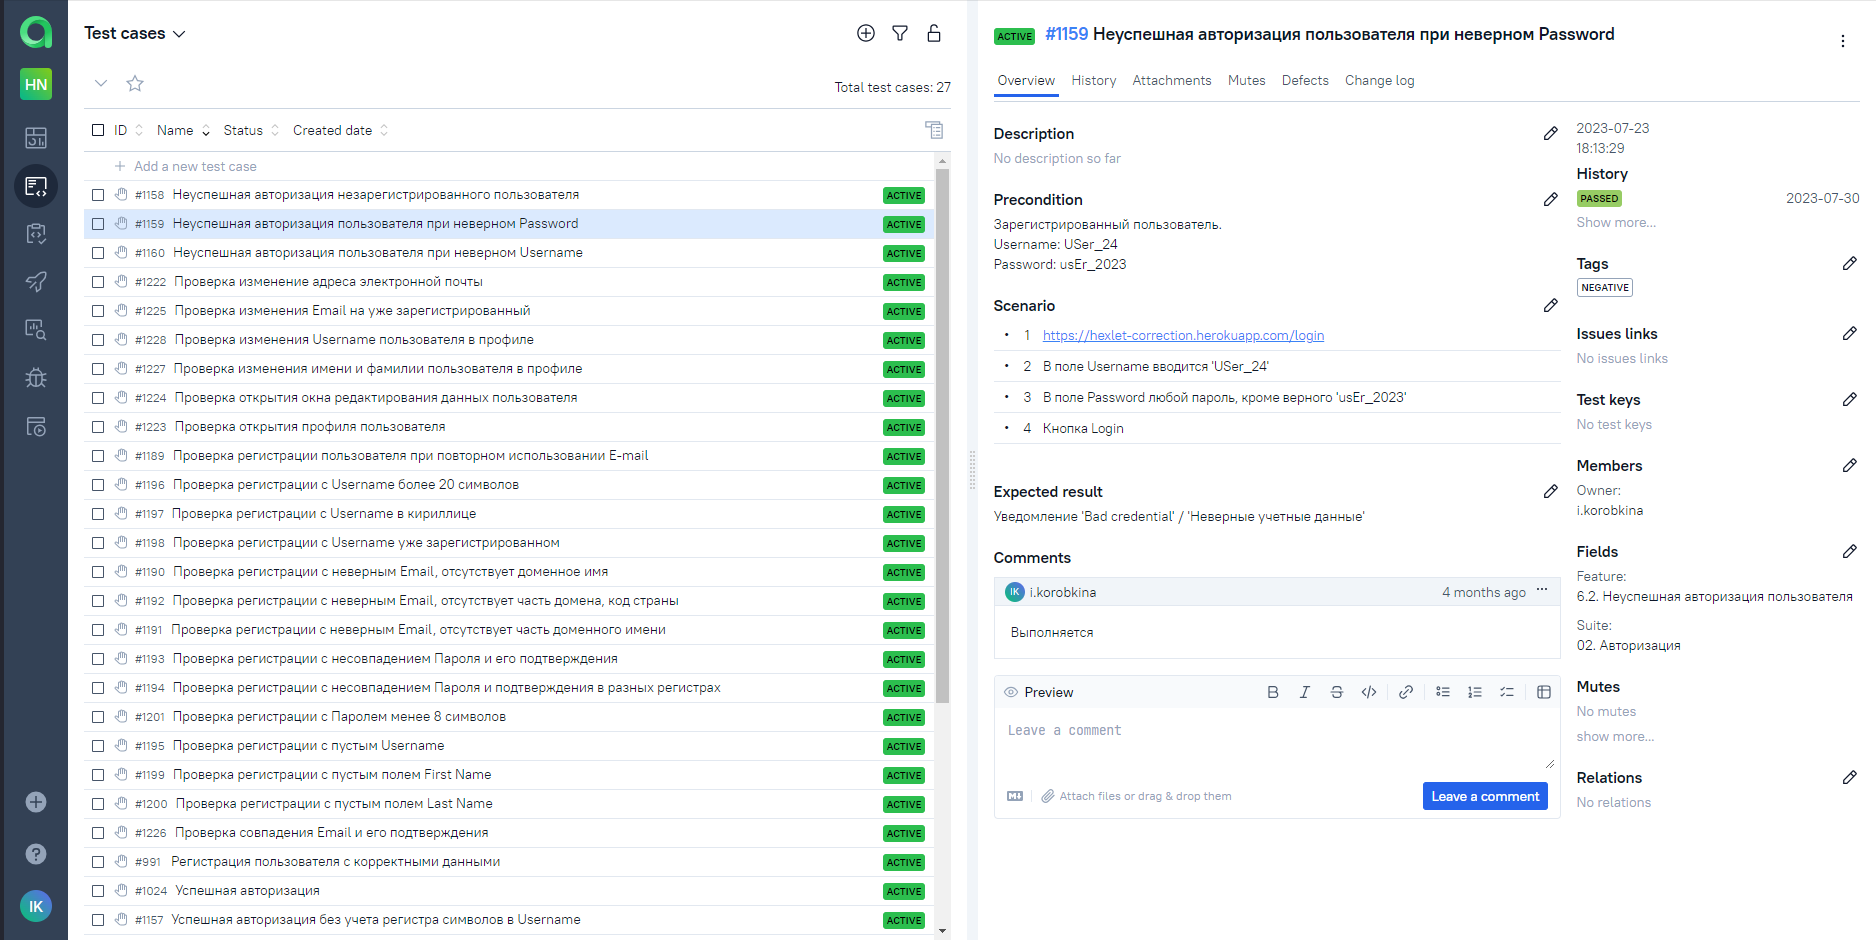 HN
IK
Test cases
Total test cases: 27
ID Name Status Created date
Add a new test case
#1158 Неуспешная авторизация незарегистрированного пользователя ACTIVE
#1159 Неуспешная авторизация пользователя при неверном Password ACTIVE
#1160 Неуспешная авторизация пользователя при неверном Username ACTIVE
#1222 Проверка изменение адреса электронной почты ACTIVE
#1225 Проверка изменения Email на уже зарегистрированный ACTIVE
#1228 Проверка изменения Username пользователя в профиле ACTIVE
#1227 Проверка изменения имени и фамилии пользователя в профиле ACTIVE
#1224 Проверка открытия окна редактирования данных пользователя ACTIVE
#1223 Проверка открытия профиля пользователя ACTIVE
#1189 Проверка регистрации пользователя при повторном использовании E-mail ACTIVE
#1196 Проверка регистрации с Username более 20 символов ACTIVE
#1197 Проверка регистрации с Username в кириллице ACTIVE
#1198 Проверка регистрации с Username уже зарегистрированном ACTIVE
#1190 Проверка регистрации с неверным Email, отсутствует доменное имя ACTIVE
#1192 Проверка регистрации с неверным Email, отсутствует часть домена, код страны ACTIVE
#1191 Проверка регистрации с неверным Email, отсутствует часть доменного имени ACTIVE
#1193 Проверка регистрации с несовпадением Пароля и его подтверждения ACTIVE
#1194 Проверка регистрации с несовпадением Пароля и подтверждения в разных регистрах ACTIVE
#1201 Проверка регистрации с Паролем менее 8 символов ACTIVE
#1195 Проверка регистрации с пустым Username ACTIVE
#1199 Проверка регистрации с пустым полем First Name ACTIVE
#1200 Проверка регистрации с пустым полем Last Name ACTIVE
#1226 Проверка совпадения Email и его подтверждения ACTIVE
#991 Регистрация пользователя с корректными данными ACTIVE
#1024 Успешная авторизация ACTIVE
#1157 Успешная авторизация без учета регистра символов в Username ACTIVE
ACTIVE #1159 Неуспешная авторизация пользователя при неверном Password
Overview History Attachments Mutes Defects Change log
Description
No description so far
Precondition
Зарегистрированный пользователь.
Username: USer_24
Password: usEr_2023
Scenario
• 1 https://hexlet-correction.herokuapp.com/login
• 2 В поле Username вводится 'USer_24'
• 3 В поле Password любой пароль, кроме верного 'usEr_2023'
• 4 Кнопка Login
Expected result
Уведомление 'Bad credential' / 'Неверные учетные данные'
Comments
IK i.korobkina 4 months ago
Выполняется
Preview
Leave a comment
Attach files or drag & drop them
Leave a comment
2023-07-23
18:13:29
History
PASSED 2023-07-30
Show more...
Tags
NEGATIVE
Issues links
No issues links
Test keys
No test keys
Members
Owner:
i.korobkina
Fields
Feature:
6.2. Неуспешная авторизация пользователя
Suite:
02. Авторизация
Mutes
No mutes
show more...
Relations
No relations